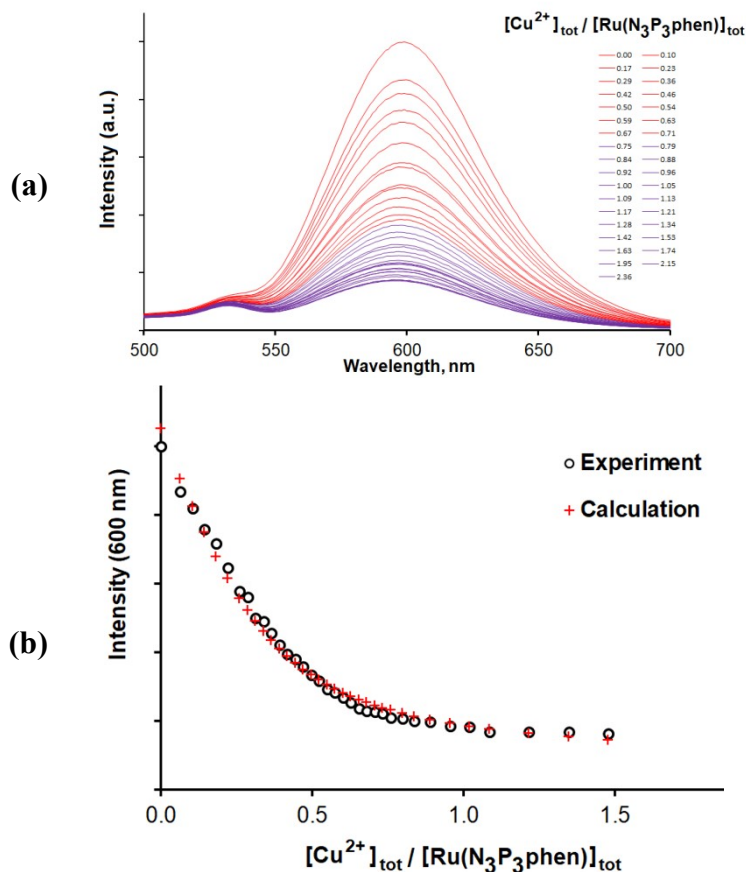 (a)
Intensity (a.u.)
[Cu²⁺]tot / [Ru(N₃P₃phen)]tot
0.00 0.10
0.17 0.23
0.29 0.36
0.42 0.46
0.50 0.54
0.59 0.63
0.67 0.71
0.75 0.79
0.84 0.88
0.92 0.96
1.00 1.05
1.09 1.13
1.17 1.21
1.28 1.34
1.42 1.53
1.63 1.74
1.95 2.15
2.36
500 550 600 650 700
Wavelength, nm
(b)
Intensity (600 nm)
Experiment
Calculation
0.0 0.5 1.0 1.5
[Cu²⁺]tot / [Ru(N₃P₃phen)]tot